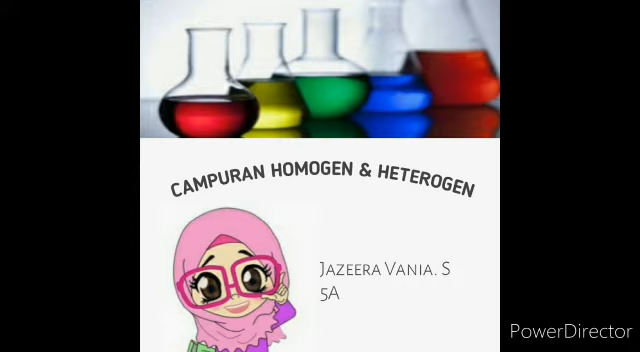 CAMPURAN HOMOGEN & HETEROGEN
JAZEERA VANIA. S
5A
PowerDirector